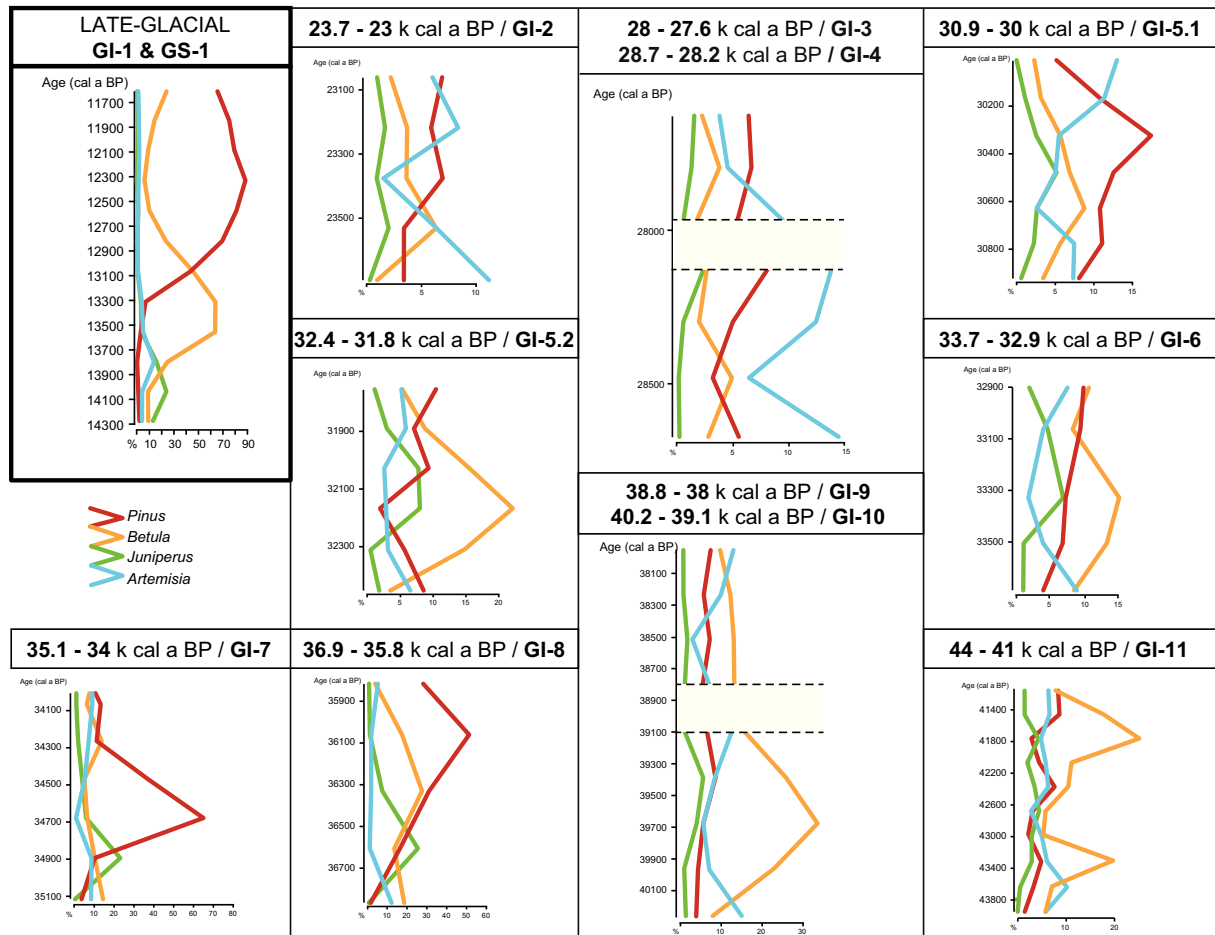 LATE-GLACIAL
GI-1 & GS-1
Age (cal a BP)
11700
11900
12100
12300
12500
12700
12900
13100
13300
13500
13700
13900
14100
14300
% 10 30 50 70 90
Pinus
Betula
Juniperus
Artemisia
23.7 - 23 k cal a BP / GI-2
Age (cal a BP)
23100
23300
23500
% 5 10
28 - 27.6 k cal a BP / GI-3
28.7 - 28.2 k cal a BP / GI-4
Age (cal a BP)
28000
28500
% 5 10 15
30.9 - 30 k cal a BP / GI-5.1
Age (cal a BP)
30200
30400
30600
30800
% 5 10 15
32.4 - 31.8 k cal a BP / GI-5.2
Age (cal a BP)
31900
32100
32300
% 5 10 20
33.7 - 32.9 k cal a BP / GI-6
Age (cal a BP)
32900
33100
33300
33500
% 5 10 15
35.1 - 34 k cal a BP / GI-7
Age (cal a BP)
34100
34300
34500
34700
34900
35100
% 10 20 30 40 50 60 70 80
36.9 - 35.8 k cal a BP / GI-8
Age (cal a BP)
35900
36100
36300
36500
36700
% 10 20 30 40 50 60
38.8 - 38 k cal a BP / GI-9
40.2 - 39.1 k cal a BP / GI-10
Age (cal a BP)
38100
38300
38500
38700
38900
39100
39300
39500
39700
39900
40100
% 10 20 30
44 - 41 k cal a BP / GI-11
Age (cal a BP)
41400
41800
42200
42600
43000
43400
43800
% 10 20